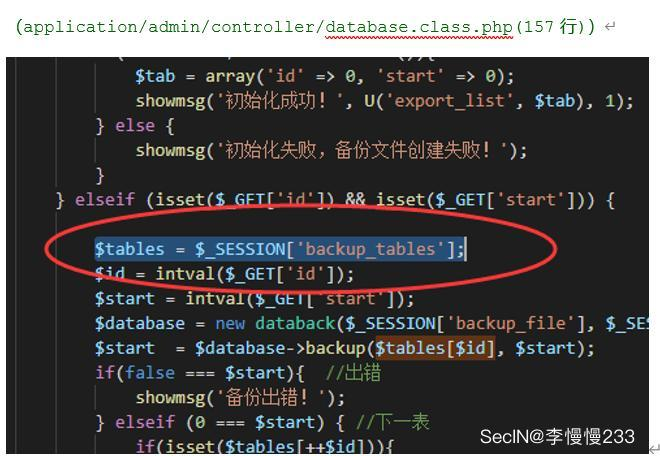 (application/admin/controller/database.class.php(157 行)) ↵
$tab = array('id' => 0, 'start' => 0);
showmsg('初始化成功！', U('export_list', $tab), 1);
} else {
showmsg('初始化失败，备份文件创建失败！');
}
} elseif (isset($_GET['id']) && isset($_GET['start'])) {
$tables = $_SESSION['backup_tables'];
$id = intval($_GET['id']);
$start = intval($_GET['start']);
$database = new databack($_SESSION['backup_file'], $_SES
$start  = $database->backup($tables[$id], $start);
if(false === $start){  //出错
showmsg('备份出错！');
} elseif (0 === $start) { //下一表
if(isset($tables[++$id])){
SecIN@李慢慢233